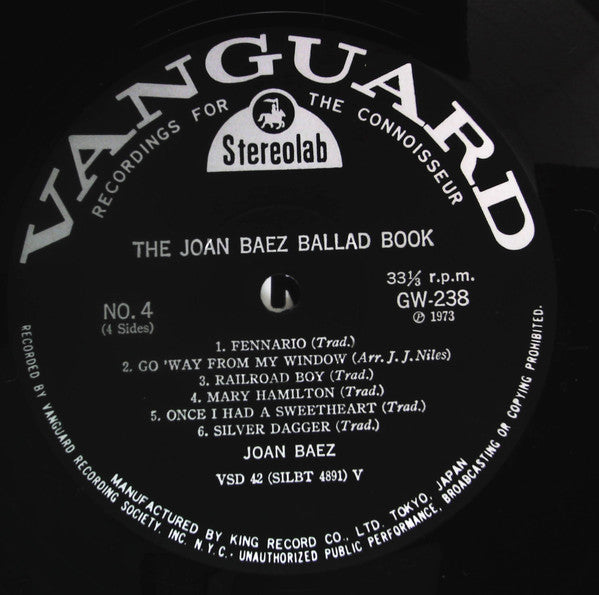 VANGUARD
RECORDINGS FOR THE CONNOISSEUR
Stereolab
THE JOAN BAEZ BALLAD BOOK
33⅓ r.p.m.
NO. 4
GW-238
(4 Sides)
Ⓟ 1973
1. FENNARIO (Trad.)
2. GO 'WAY FROM MY WINDOW (Arr. J. J. Niles)
3. RAILROAD BOY (Trad.)
4. MARY HAMILTON (Trad.)
5. ONCE I HAD A SWEETHEART (Trad.)
6. SILVER DAGGER (Trad.)
JOAN BAEZ
VSD 42 (SILBT 4891) V
MANUFACTURED BY KING RECORD CO., LTD. TOKYO, JAPAN
RECORDED BY VANGUARD RECORDING SOCIETY, INC. N.Y.C. · UNAUTHORIZED PUBLIC PERFORMANCE, BROADCASTING OR COPYING PROHIBITED.